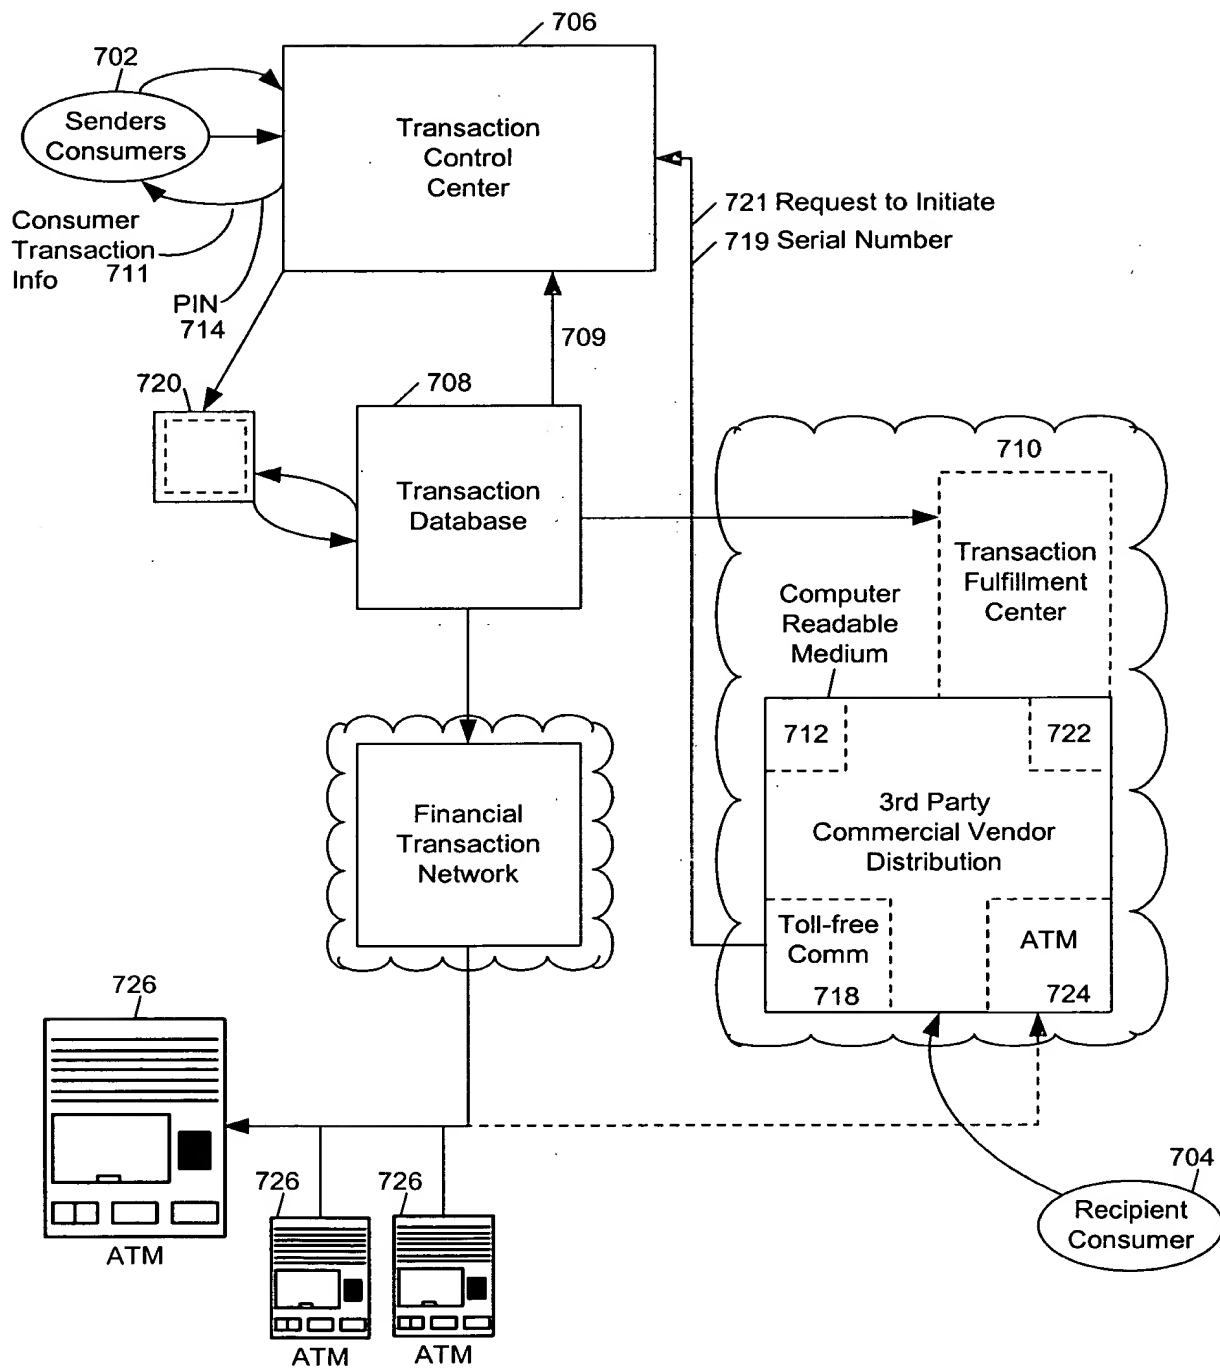 706
702
Senders
Consumers
Transaction
Control
Center
Consumer
Transaction
Info
711
PIN
714
721 Request to Initiate
719 Serial Number
709
720
708
Transaction
Database
710
Transaction
Fulfillment
Center
Computer
Readable
Medium
712
722
3rd Party
Commercial Vendor
Distribution
Financial
Transaction
Network
Toll-free
Comm
718
ATM
724
726
ATM
726
ATM
726
ATM
704
Recipient
Consumer